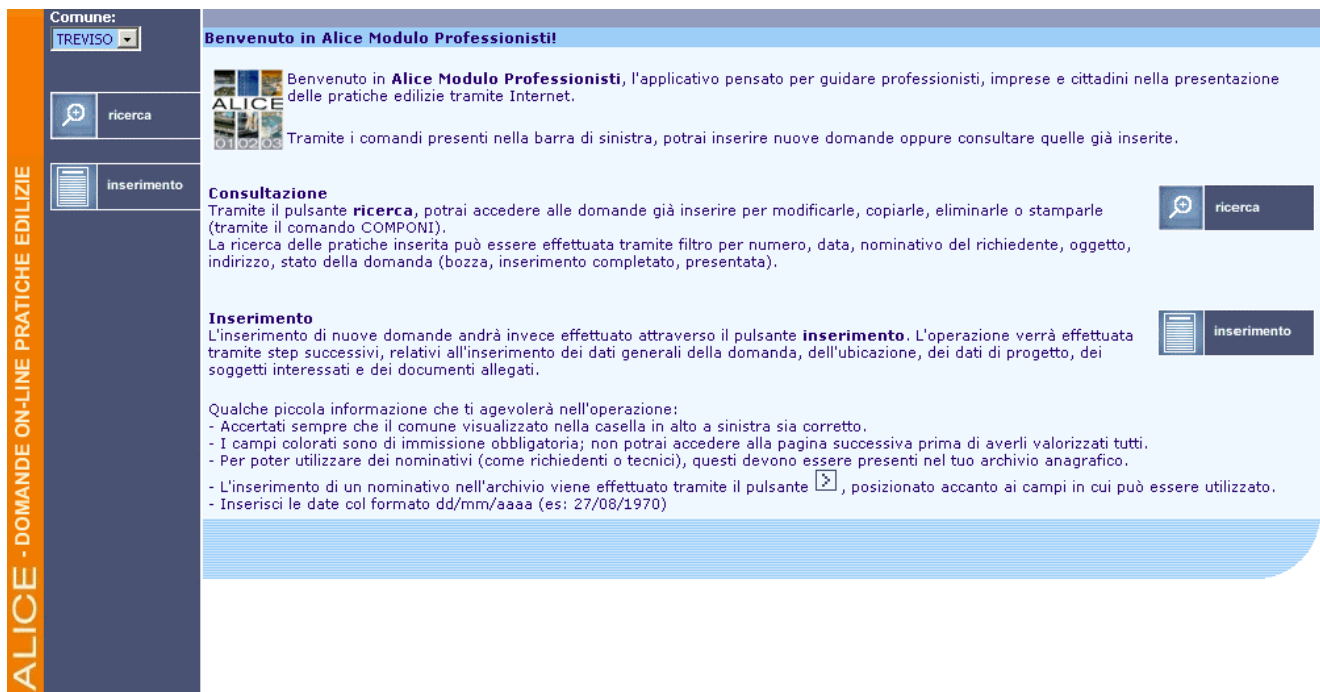 Comune:
TREVISO
ricerca
inserimento
ALICE - DOMANDE ON-LINE PRATICHE EDILIZIE
Benvenuto in Alice Modulo Professionisti!
ALICE
01 02 03
Benvenuto in Alice Modulo Professionisti, l'applicativo pensato per guidare professionisti, imprese e cittadini nella presentazione
delle pratiche edilizie tramite Internet.
Tramite i comandi presenti nella barra di sinistra, potrai inserire nuove domande oppure consultare quelle già inserite.
Consultazione
Tramite il pulsante ricerca, potrai accedere alle domande già inserire per modificarle, copiarle, eliminarle o stamparle
(tramite il comando COMPONI).
La ricerca delle pratiche inserita può essere effettuata tramite filtro per numero, data, nominativo del richiedente, oggetto,
indirizzo, stato della domanda (bozza, inserimento completato, presentata).
ricerca
Inserimento
L'inserimento di nuove domande andrà invece effettuato attraverso il pulsante inserimento. L'operazione verrà effettuata
tramite step successivi, relativi all'inserimento dei dati generali della domanda, dell'ubicazione, dei dati di progetto, dei
soggetti interessati e dei documenti allegati.
inserimento
Qualche piccola informazione che ti agevolerà nell'operazione:
- Accertati sempre che il comune visualizzato nella casella in alto a sinistra sia corretto.
- I campi colorati sono di immissione obbligatoria; non potrai accedere alla pagina successiva prima di averli valorizzati tutti.
- Per poter utilizzare dei nominativi (come richiedenti o tecnici), questi devono essere presenti nel tuo archivio anagrafico.
- L'inserimento di un nominativo nell'archivio viene effettuato tramite il pulsante > , posizionato accanto ai campi in cui può essere utilizzato.
- Inserisci le date col formato dd/mm/aaaa (es: 27/08/1970)